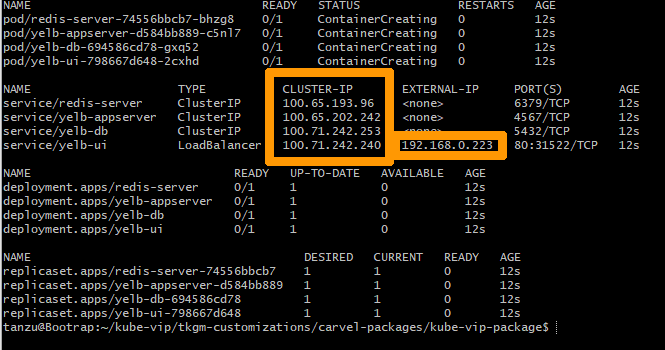 NAME READY STATUS RESTARTS AGE
pod/redis-server-74556bbcb7-bhzg8 0/1 ContainerCreating 0 12s
pod/yelb-appserver-d584bb889-c5nl7 0/1 ContainerCreating 0 12s
pod/yelb-db-694586cd78-gxq52 0/1 ContainerCreating 0 12s
pod/yelb-ui-798667d648-2cxhd 0/1 ContainerCreating 0 12s
NAME TYPE CLUSTER-IP EXTERNAL-IP PORT(S) AGE
service/redis-server ClusterIP 100.65.193.96 <none> 6379/TCP 12s
service/yelb-appserver ClusterIP 100.65.202.242 <none> 4567/TCP 12s
service/yelb-db ClusterIP 100.71.242.253 <none> 5432/TCP 12s
service/yelb-ui LoadBalancer 100.71.242.240 192.168.0.223 80:31522/TCP 12s
NAME READY UP-TO-DATE AVAILABLE AGE
deployment.apps/redis-server 0/1 1 0 12s
deployment.apps/yelb-appserver 0/1 1 0 12s
deployment.apps/yelb-db 0/1 1 0 12s
deployment.apps/yelb-ui 0/1 1 0 12s
NAME DESIRED CURRENT READY AGE
replicaset.apps/redis-server-74556bbcb7 1 1 0 12s
replicaset.apps/yelb-appserver-d584bb889 1 1 0 12s
replicaset.apps/yelb-db-694586cd78 1 1 0 12s
replicaset.apps/yelb-ui-798667d648 1 1 0 12s
tanzu@Bootrap:~/kube-vip/tkgm-customizations/carvel-packages/kube-vip-package$